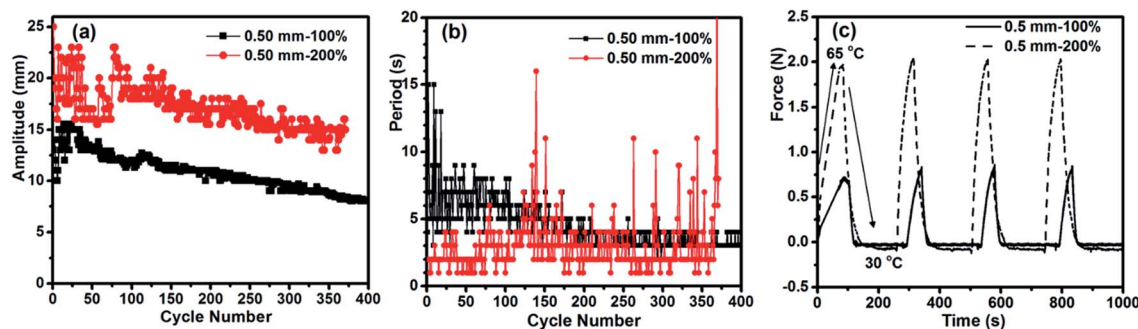 (a)
0.50 mm-100%
0.50 mm-200%
Amplitude (mm)
25
20
15
10
5
0
0 50 100 150 200 250 300 350 400
Cycle Number
(b)
0.50 mm-100%
0.50 mm-200%
Period (s)
20
15
10
5
0
0 50 100 150 200 250 300 350 400
Cycle Number
(c)
0.5 mm-100%
0.5 mm-200%
65 °C
30 °C
Force (N)
2.5
2.0
1.5
1.0
0.5
0.0
-0.5
0 200 400 600 800 1000
Time (s)